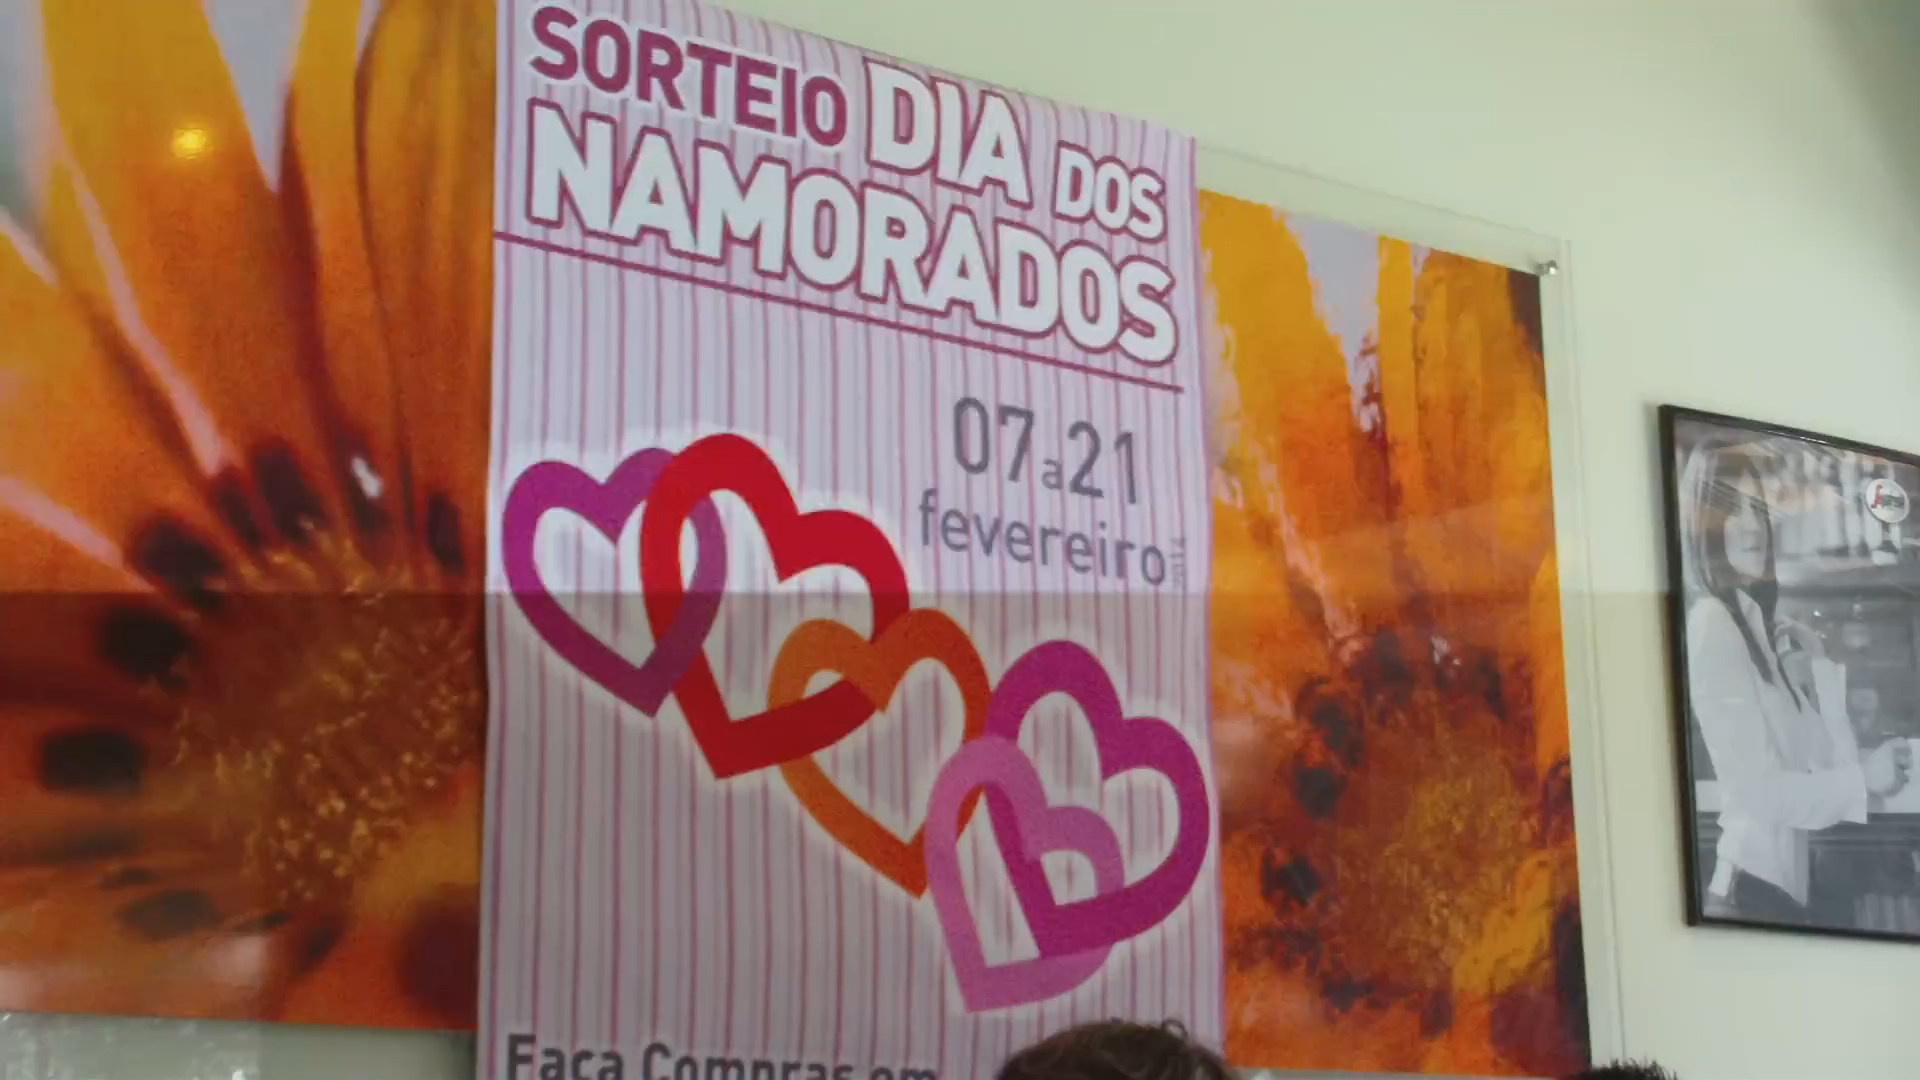 SORTEIO DIA DOS
NAMORADOS
07 a 21
fevereiro
Faça Compras em